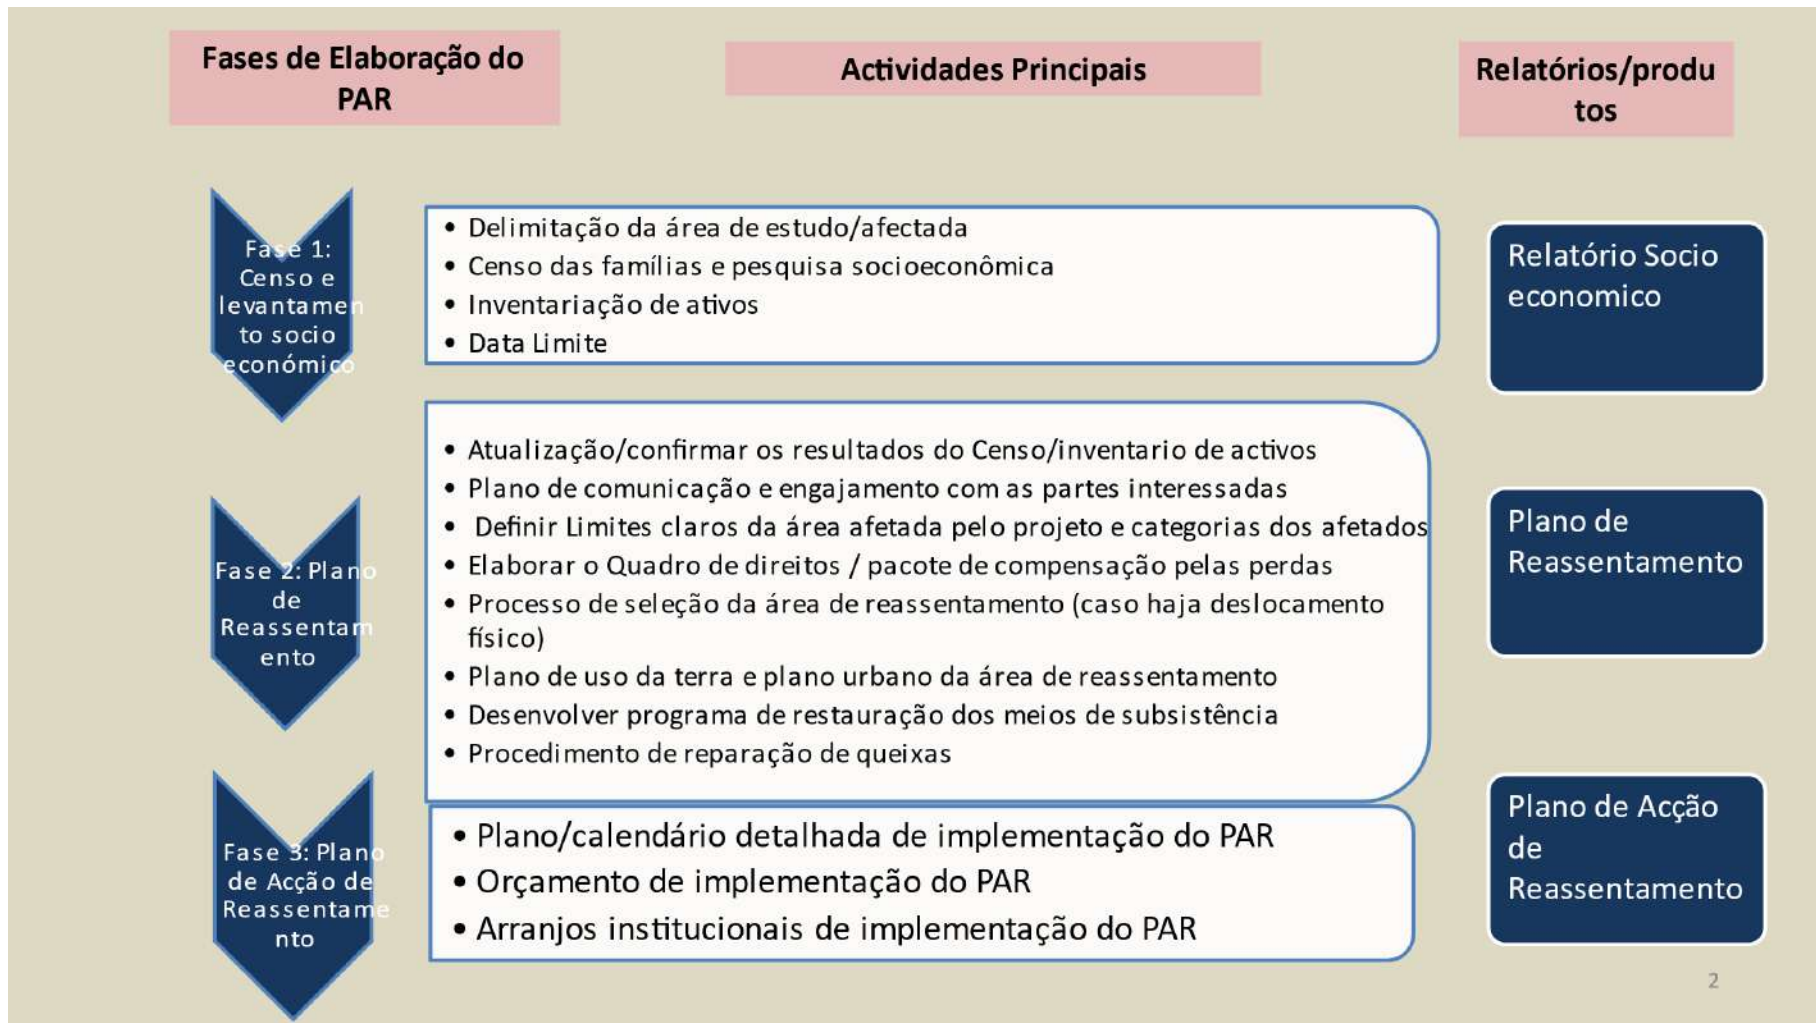 Fases de Elaboração do
PAR
Actividades Principais
Relatórios/produ
tos
Fase 1:
Censo e
levantamen
to socio
económico
• Delimitação da área de estudo/afectada
• Censo das famílias e pesquisa socioeconômica
• Inventariação de ativos
• Data Limite
Relatório Socio
economico
Fase 2: Plano
de
Reassentam
ento
• Atualização/confirmar os resultados do Censo/inventario de activos
• Plano de comunicação e engajamento com as partes interessadas
• Definir Limites claros da área afetada pelo projeto e categorias dos afetados
• Elaborar o Quadro de direitos / pacote de compensação pelas perdas
• Processo de seleção da área de reassentamento (caso haja deslocamento
físico)
• Plano de uso da terra e plano urbano da área de reassentamento
• Desenvolver programa de restauração dos meios de subsistência
• Procedimento de reparação de queixas
Plano de
Reassentamento
Fase 3: Plano
de Acção de
Reassentame
nto
• Plano/calendário detalhada de implementação do PAR
• Orçamento de implementação do PAR
• Arranjos institucionais de implementação do PAR
Plano de Acção
de
Reassentamento
2